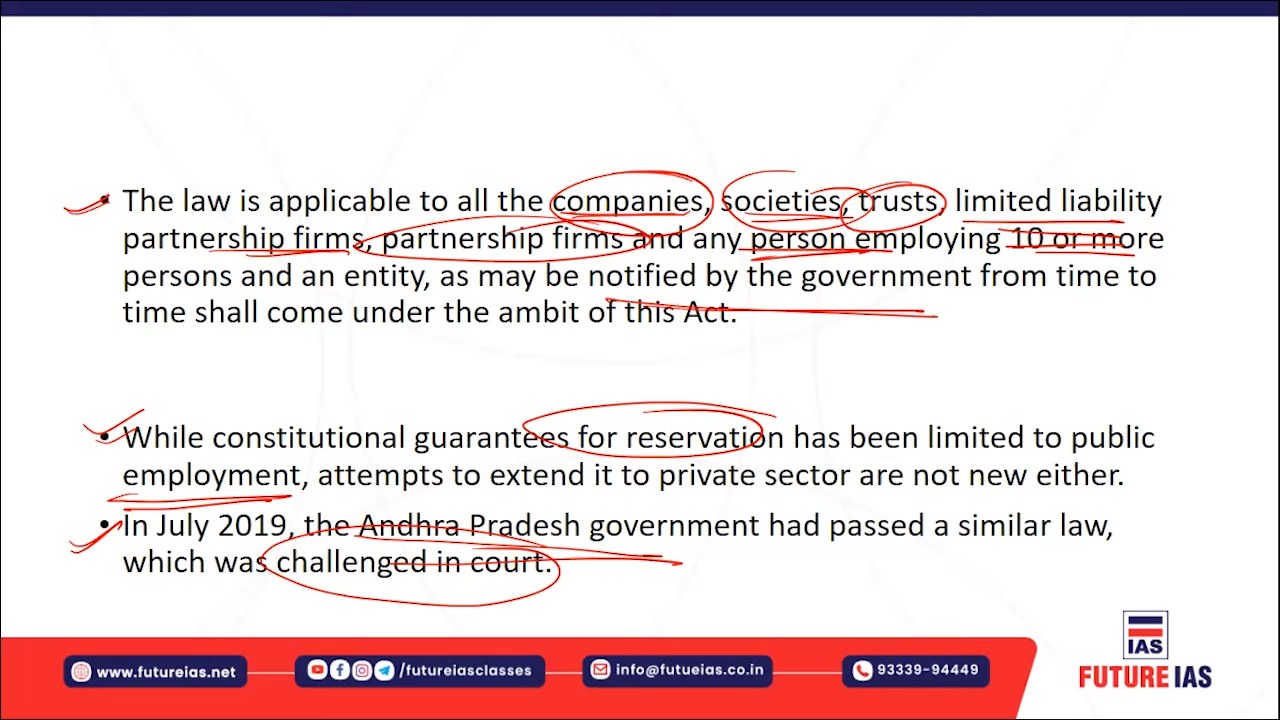 • The law is applicable to all the companies, societies, trusts, limited liability
partnership firms, partnership firms and any person employing 10 or more
persons and an entity, as may be notified by the government from time to
time shall come under the ambit of this Act.
• While constitutional guarantees for reservation has been limited to public
employment, attempts to extend it to private sector are not new either.
• In July 2019, the Andhra Pradesh government had passed a similar law,
which was challenged in court.
IAS
FUTURE IAS
www.futureias.net
/futureiasclasses
info@futueias.co.in
93339-94449